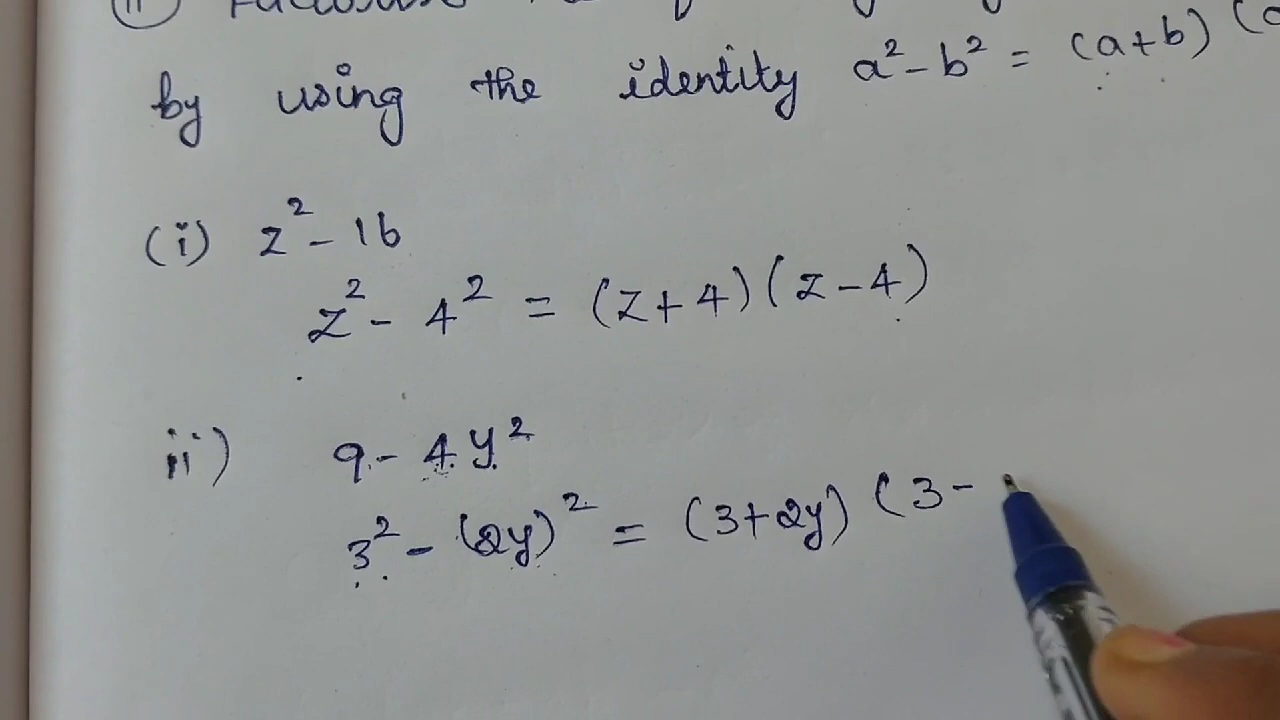 by using the identity a² - b² = (a+b) (
(i) z² - 16
z² - 4² = (z+4)(z-4)
ii) 9 - 4y²
3² - (2y)² = (3+2y) (3 -